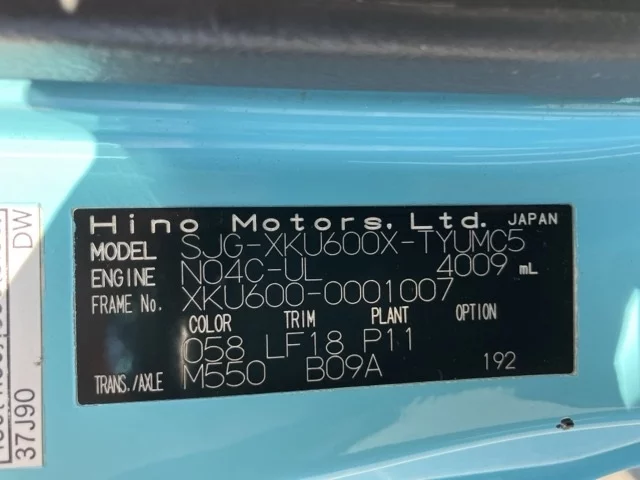 Hino Motors, Ltd. JAPAN
MODEL SJG-XKU600X-TYUMC5
ENGINE N04C-UL 4009 mL
FRAME No. XKU600-0001007
COLOR TRIM PLANT OPTION
058 LF18 P11
TRANS./AXLE M550 B09A 192
DW
37J90